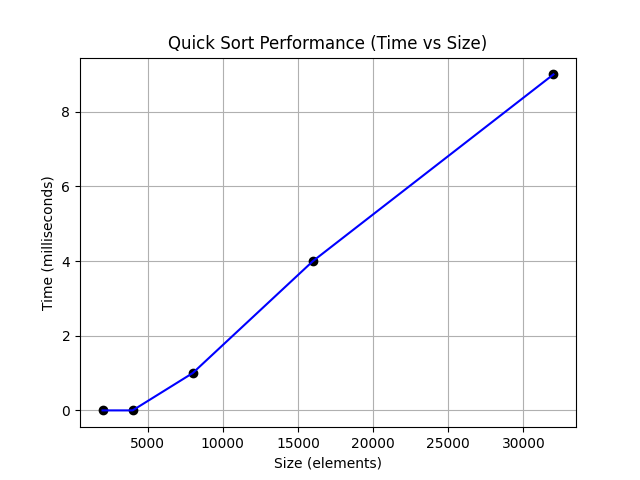 Quick Sort Performance (Time vs Size)
8
6
4
2
0
Time (milliseconds)
5000 10000 15000 20000 25000 30000
Size (elements)